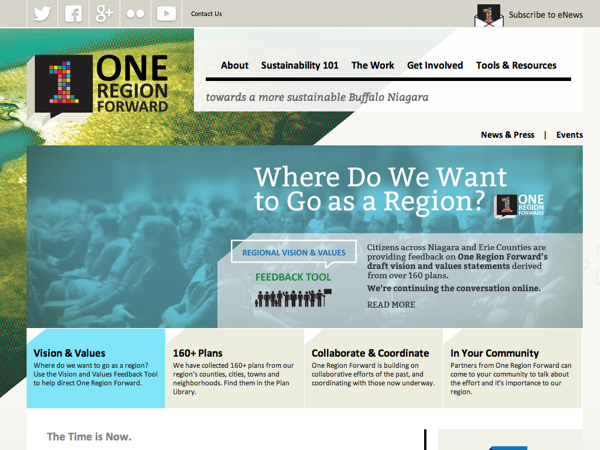 Contact Us
Subscribe to eNews
ONE
REGION
FORWARD
About Sustainability 101 The Work Get Involved Tools & Resources
towards a more sustainable Buffalo Niagara
News & Press | Events
Where Do We Want
to Go as a Region?
ONE
REGION
FORWARD
REGIONAL VISION & VALUES
FEEDBACK TOOL
Citizens across Niagara and Erie Counties are
providing feedback on One Region Forward's
draft vision and values statements derived
from over 160 plans.
We're continuing the conversation online.
READ MORE
Vision & Values
Where do we want to go as a region?
Use the Vision and Values Feedback Tool
to help direct One Region Forward.
160+ Plans
We have collected 160+ plans from our
region's counties, cities, towns and
neighborhoods. Find them in the Plan
Library.
Collaborate & Coordinate
One Region Forward is building on
collaborative efforts of the past, and
coordinating with those now underway.
In Your Community
Partners from One Region Forward can
come to your community to talk about
the effort and it's importance to our
region.
The Time is Now.